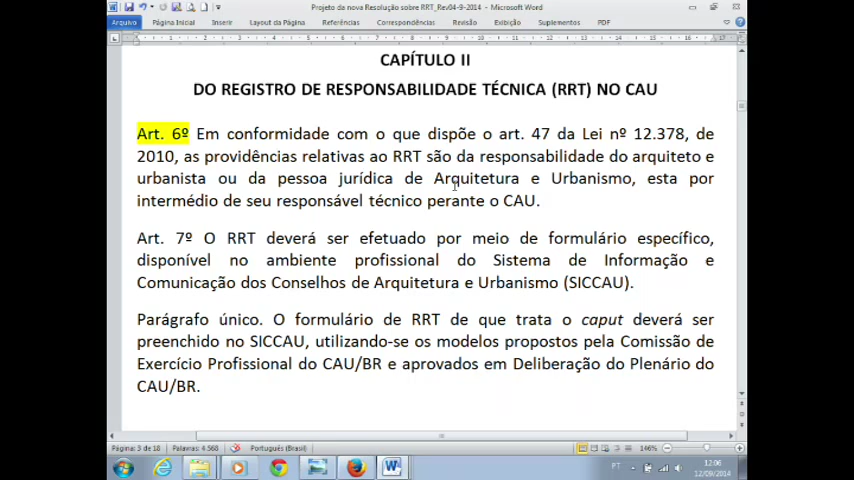 Projeto da nova Resolução sobre RRT_Rev04-9-2014 - Microsoft Word
Arquivo Página Inicial Inserir Layout da Página Referências Correspondências Revisão Exibição Suplementos PDF
CAPÍTULO II
DO REGISTRO DE RESPONSABILIDADE TÉCNICA (RRT) NO CAU
Art. 6º Em conformidade com o que dispõe o art. 47 da Lei nº 12.378, de
2010, as providências relativas ao RRT são da responsabilidade do arquiteto e
urbanista ou da pessoa jurídica de Arquitetura e Urbanismo, esta por
intermédio de seu responsável técnico perante o CAU.
Art. 7º O RRT deverá ser efetuado por meio de formulário específico,
disponível no ambiente profissional do Sistema de Informação e
Comunicação dos Conselhos de Arquitetura e Urbanismo (SICCAU).
Parágrafo único. O formulário de RRT de que trata o caput deverá ser
preenchido no SICCAU, utilizando-se os modelos propostos pela Comissão de
Exercício Profissional do CAU/BR e aprovados em Deliberação do Plenário do
CAU/BR.
Página: 3 de 18 Palavras: 4.568 Português (Brasil) 146%
PT 12:06
12/09/2014